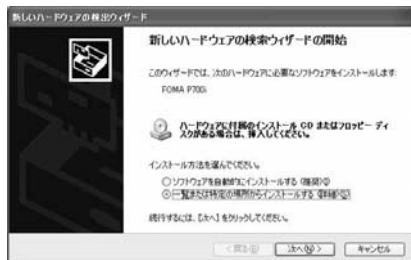 新しいハードウェアの検出ウィザード
新しいハードウェアの検索ウィザードの開始
このウィザードでは、次のハードウェアに必要なソフトウェアをインストールします:
FOMA P700i
ハードウェアに付属のインストール CD またはフロッピー ディ
スクがある場合は、挿入してください。
インストール方法を選んでください。
ソフトウェアを自動的にインストールする (推奨)(I)
一覧または特定の場所からインストールする (詳細)(S)
続行するには、[次へ] をクリックしてください。
< 戻る(B)
次へ(N) >
キャンセル